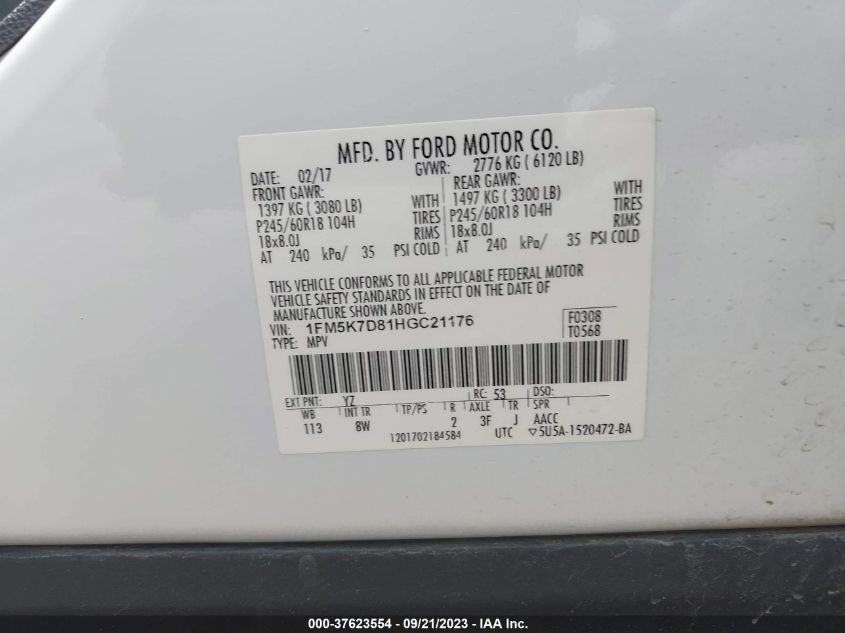 MFD. BY FORD MOTOR CO.
DATE: 02/17 GVWR: 2776 KG ( 6120 LB)
FRONT GAWR: REAR GAWR:
1397 KG ( 3080 LB) WITH 1497 KG ( 3300 LB) WITH
P245/60R18 104H TIRES P245/60R18 104H TIRES
18x8.0J RIMS 18x8.0J RIMS
AT 240 kPa/ 35 PSI COLD AT 240 kPa/ 35 PSI COLD
THIS VEHICLE CONFORMS TO ALL APPLICABLE FEDERAL MOTOR
VEHICLE SAFETY STANDARDS IN EFFECT ON THE DATE OF
MANUFACTURE SHOWN ABOVE.
VIN: 1FM5K7D81HGC21176 F0308
TYPE: MPV T0568
EXT PNT: YZ RC: 53 DSO:
WB INT TR TP/PS R AXLE TR SPR
113 8W 2 3F J AACC
1201702184584 UTC ▽5U5A-1520472-BA
000-37623554 - 09/21/2023 - Copyright © 2023 IAA, Inc.